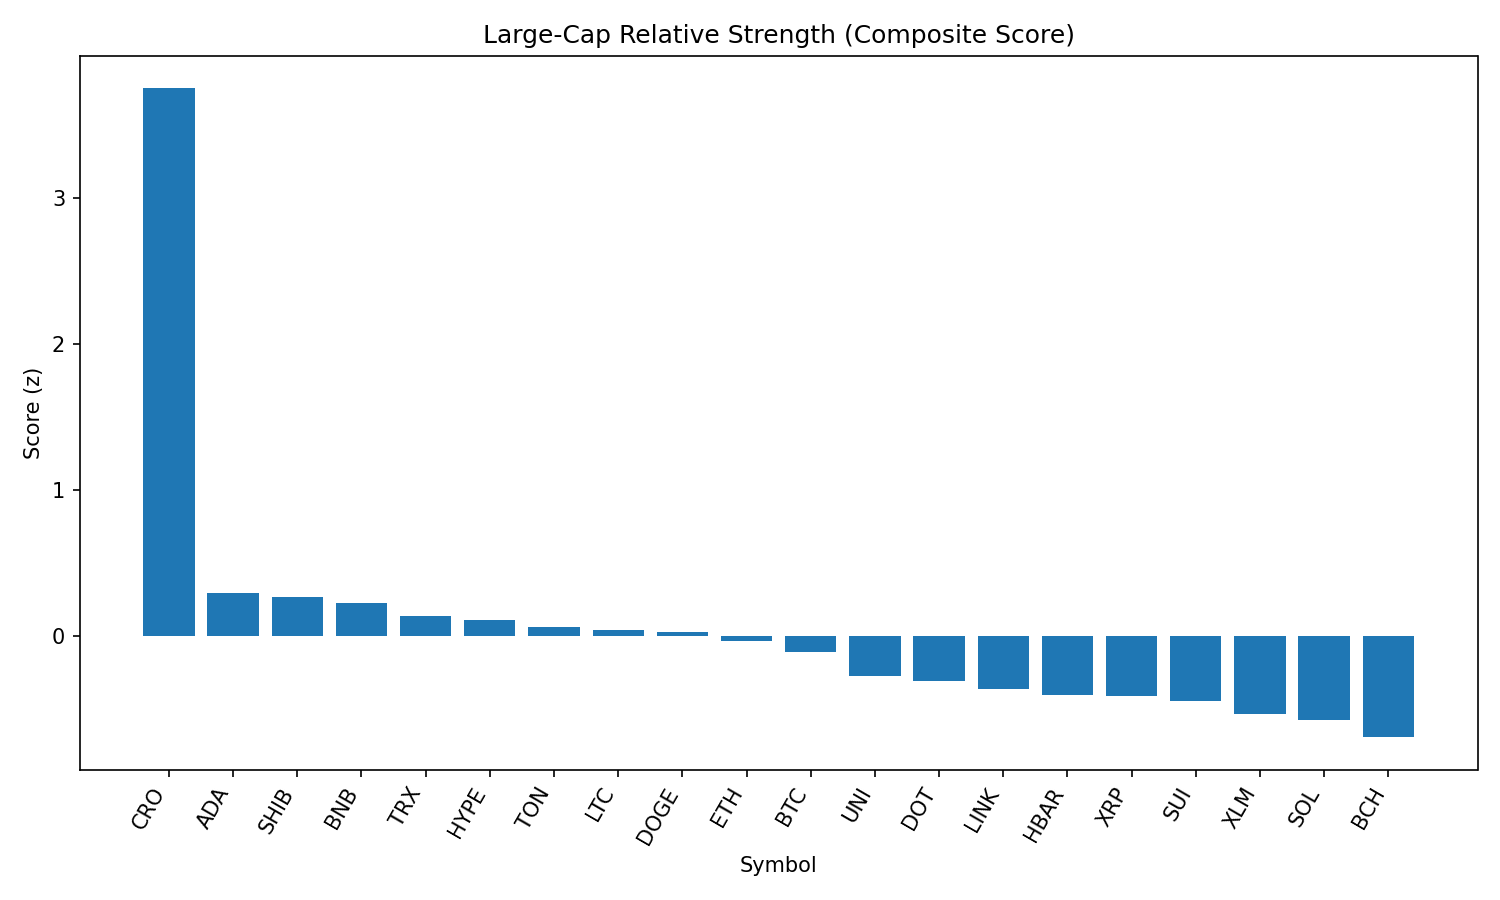 Large-Cap Relative Strength (Composite Score)
Score (z)
3
2
1
0
CRO
ADA
SHIB
BNB
TRX
HYPE
TON
LTC
DOGE
ETH
BTC
UNI
DOT
LINK
HBAR
XRP
SUI
XLM
SOL
BCH
Symbol